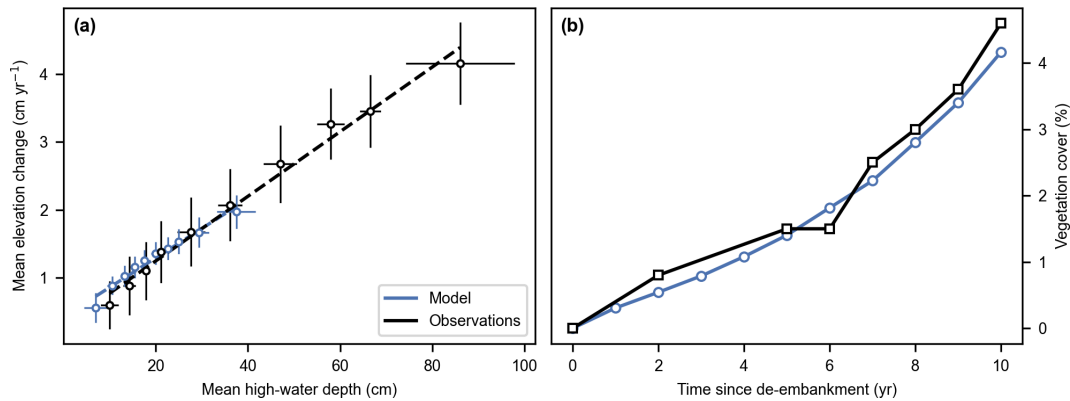 (a)
Mean elevation change (cm yr⁻¹)
4
3
2
1
20 40 60 80 100
Mean high-water depth (cm)
Model
Observations
(b)
0 2 4 6 8 10
Time since de-embankment (yr)
4
3
2
1
0
Vegetation cover (%)